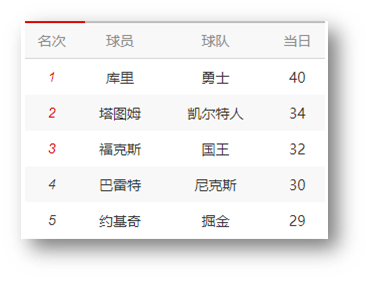 名次 球员 球队 当日
1 库里 勇士 40
2 塔图姆 凯尔特人 34
3 福克斯 国王 32
4 巴雷特 尼克斯 30
5 约基奇 掘金 29